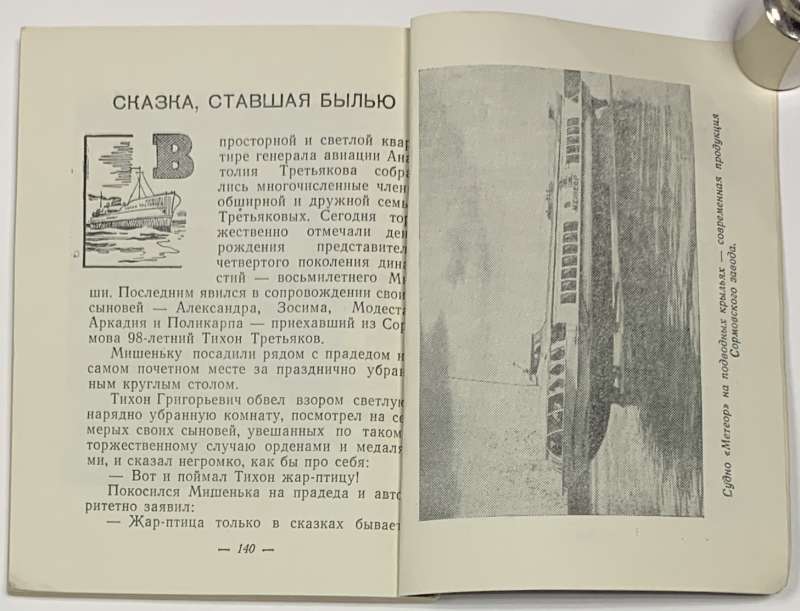 СКАЗКА, СТАВШАЯ БЫЛЬЮ
В
просторной и светлой квар
тире генерала авиации Ана
толия Третьякова собра
лись многочисленные член
обширной и дружной семь
Третьяковых. Сегодня тор
жественно отмечали ден
рождения представител
четвертого поколения дина
стий — восьмилетнего Ми
ши. Последним явился в сопровождении свои
сыновей — Александра, Зосима, Модеста
Аркадия и Поликарпа — приехавший из Сор
мова 98-летний Тихон Третьяков.
Мишеньку посадили рядом с прадедом н
самом почетном месте за празднично убран
ным круглым столом.
Тихон Григорьевич обвел взором светлую
нарядно убранную комнату, посмотрел на се
мерых своих сыновей, увешанных по таком
торжественному случаю орденами и медаля
ми, и сказал негромко, как бы про себя:
— Вот и поймал Тихон жар-птицу!
Покосился Мишенька на прадеда и авто
ритетно заявил:
— Жар-птица только в сказках бывает
— 140 —
МЕТЕОР
Судно «Метеор» на подводных крыльях — современная продукция
Сормовского завода.